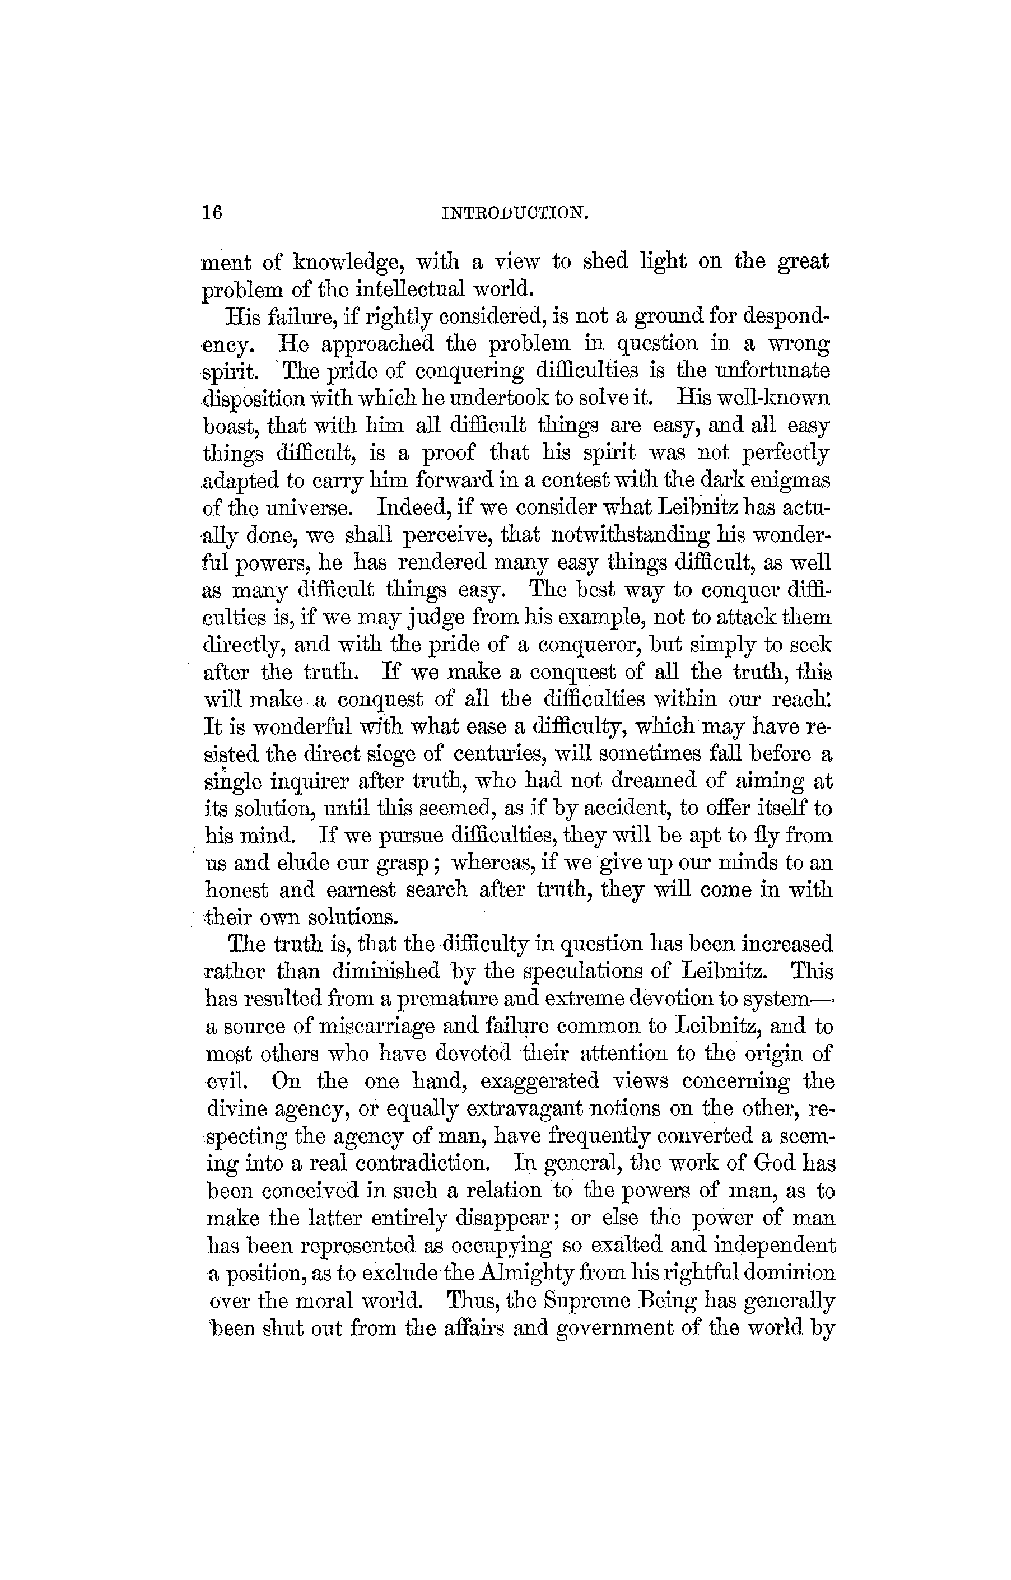 16 INTRODUCTION.
ment of knowledge, with a view to shed light on the great
problem of the intellectual world.
His failure, if rightly considered, is not a ground for despond-
ency. He approached the problem in question in a wrong
spirit. The pride of conquering difficulties is the unfortunate
disposition with which he undertook to solve it. His well-known
boast, that with him all difficult things are easy, and all easy
things difficult, is a proof that his spirit was not perfectly
adapted to carry him forward in a contest with the dark enigmas
of the universe. Indeed, if we consider what Leibnitz has actu-
ally done, we shall perceive, that notwithstanding his wonder-
ful powers, he has rendered many easy things difficult, as well
as many difficult things easy. The best way to conquer diffi-
culties is, if we may judge from his example, not to attack them
directly, and with the pride of a conqueror, but simply to seek
after the truth. If we make a conquest of all the truth, this
will make a conquest of all the difficulties within our reach.
It is wonderful with what ease a difficulty, which may have re-
sisted the direct siege of centuries, will sometimes fall before a
single inquirer after truth, who had not dreamed of aiming at
its solution, until this seemed, as if by accident, to offer itself to
his mind. If we pursue difficulties, they will be apt to fly from
us and elude our grasp; whereas, if we give up our minds to an
honest and earnest search after truth, they will come in with
their own solutions.
The truth is, that the difficulty in question has been increased
rather than diminished by the speculations of Leibnitz. This
has resulted from a premature and extreme devotion to system—
a source of miscarriage and failure common to Leibnitz, and to
most others who have devoted their attention to the origin of
evil. On the one hand, exaggerated views concerning the
divine agency, or equally extravagant notions on the other, re-
specting the agency of man, have frequently converted a seem-
ing into a real contradiction. In general, the work of God has
been conceived in such a relation to the powers of man, as to
make the latter entirely disappear; or else the power of man
has been represented as occupying so exalted and independent
a position, as to exclude the Almighty from his rightful dominion
over the moral world. Thus, the Supreme Being has generally
been shut out from the affairs and government of the world by